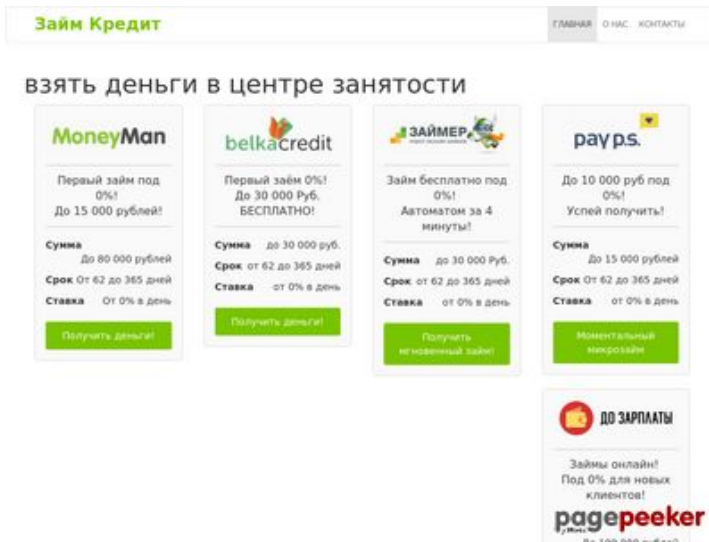 Займ Кредит
ГЛАВНАЯ О НАС КОНТАКТЫ
взять деньги в центре занятости
MoneyMan
Первый займ под
0%!
До 15 000 рублей!
Сумма
До 80 000 рублей
Срок От 62 до 365 дней
Ставка От 0% в день
Получить деньги!
belkacredit
Первый заём 0%!
До 30 000 Руб.
БЕСПЛАТНО!
Сумма до 30 000 руб.
Срок от 62 до 365 дней
Ставка от 0% в день
Получить деньги!
ЗАЙМЕР
Займ бесплатно под
0%!
Автоматом за 4
минуты!
Сумма до 30 000 Руб.
Срок от 62 до 365 дней
Ставка от 0% в день
Получить
мгновенный займ!
pay p.s.
До 10 000 руб под
0%!
Успей получить!
Сумма
До 15 000 рублей
Срок От 62 до 365 дней
Ставка от 0% в день
Моментальный
микрозайм
ДО ЗАРПЛАТЫ
Займы онлайн!
Под 0% для новых
клиентов!
pagepeeker
До 100 000 рублей